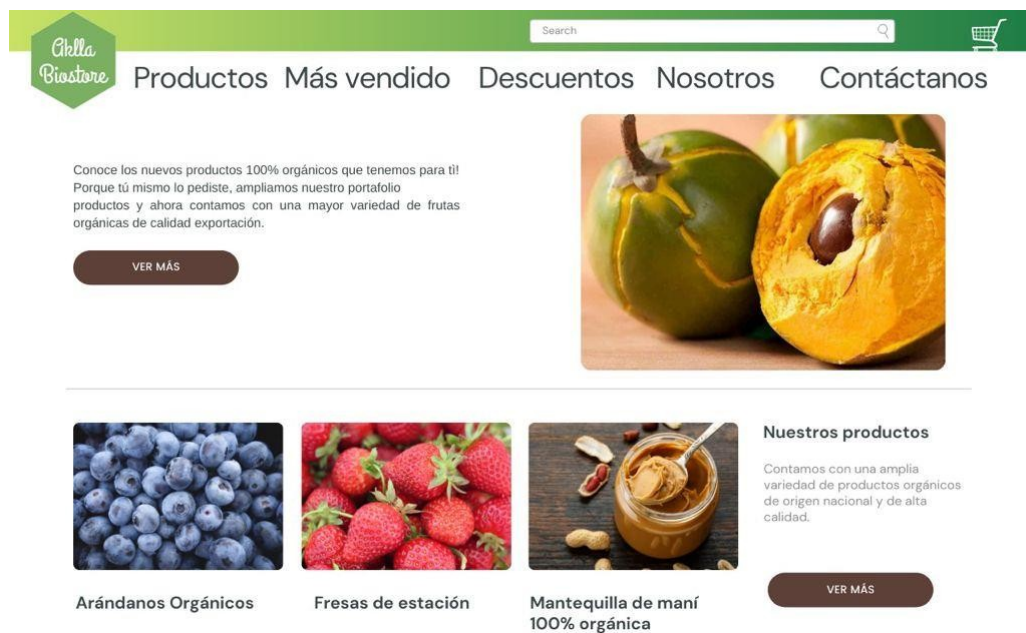 Search
Aklla
Biostore
Productos Más vendido Descuentos Nosotros Contáctanos
Conoce los nuevos productos 100% orgánicos que tenemos para tì!
Porque tú mismo lo pediste, ampliamos nuestro portafolio
productos y ahora contamos con una mayor variedad de frutas
orgánicas de calidad exportación.
VER MÁS
Arándanos Orgánicos
Fresas de estación
Mantequilla de maní
100% orgánica
Nuestros productos
Contamos con una amplia
variedad de productos orgánicos
de origen nacional y de alta
calidad.
VER MÁS